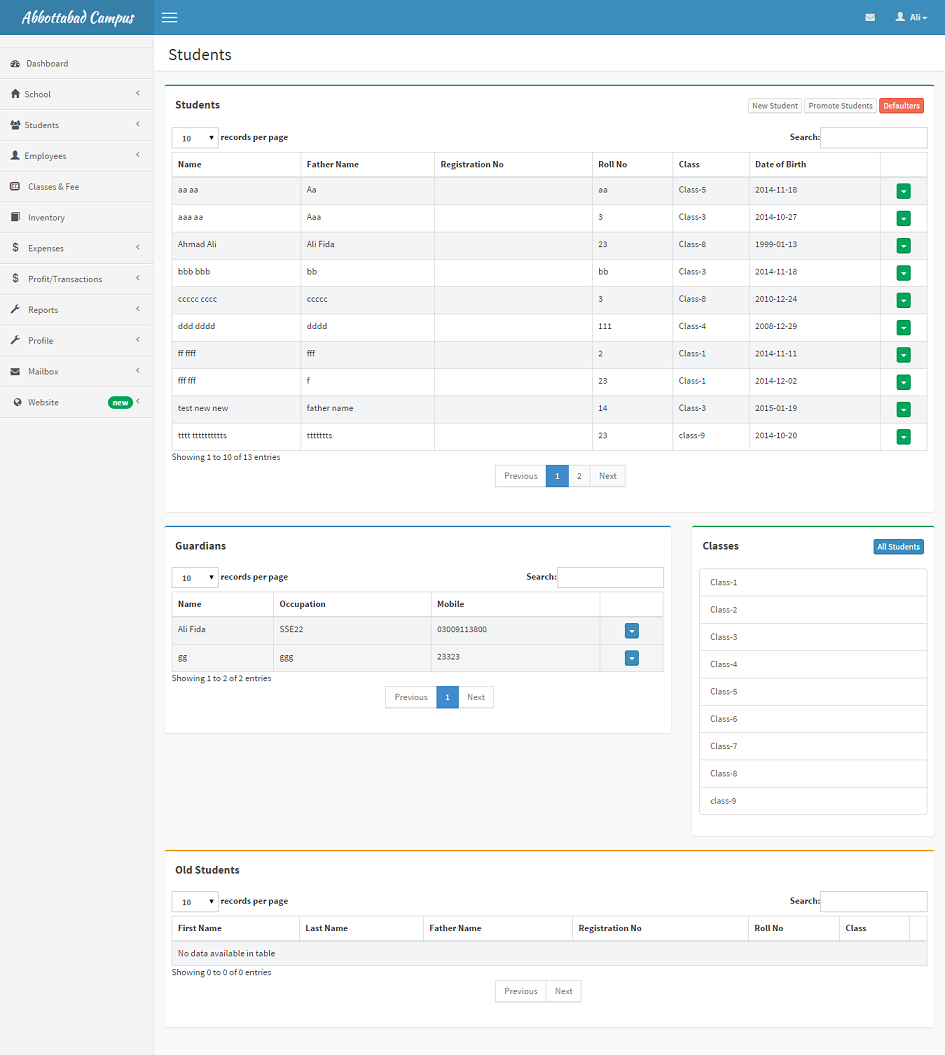 Abbottabad Campus
Ali
Students
Dashboard
School
Students
Employees
Classes & Fee
Inventory
Expenses
Profit/Transactions
Reports
Profile
Mailbox
Website new
Students New Student Promote Students Defaulters
10 records per page Search:
Name Father Name Registration No Roll No Class Date of Birth
aa aa Aa aa Class-5 2014-11-18
aaa aa Aaa 3 Class-3 2014-10-27
Ahmad Ali Ali Fida 23 Class-8 1999-01-13
bbb bbb bb bb Class-3 2014-11-18
ccccc cccc ccccc 3 Class-8 2010-12-24
ddd dddd dddd 111 Class-4 2008-12-29
ff ffff fff 2 Class-1 2014-11-11
fff fff f 23 Class-1 2014-12-02
test new new father name 14 Class-3 2015-01-19
tttt tttttttttts tttttttts 23 class-9 2014-10-20
Showing 1 to 10 of 13 entries
Previous 1 2 Next
Guardians
10 records per page Search:
Name Occupation Mobile
Ali Fida SSE22 03009113800
gg ggg 23323
Showing 1 to 2 of 2 entries
Previous 1 Next
Classes All Students
Class-1
Class-2
Class-3
Class-4
Class-5
Class-6
Class-7
Class-8
class-9
Old Students
10 records per page Search:
First Name Last Name Father Name Registration No Roll No Class
No data available in table
Showing 0 to 0 of 0 entries
Previous Next